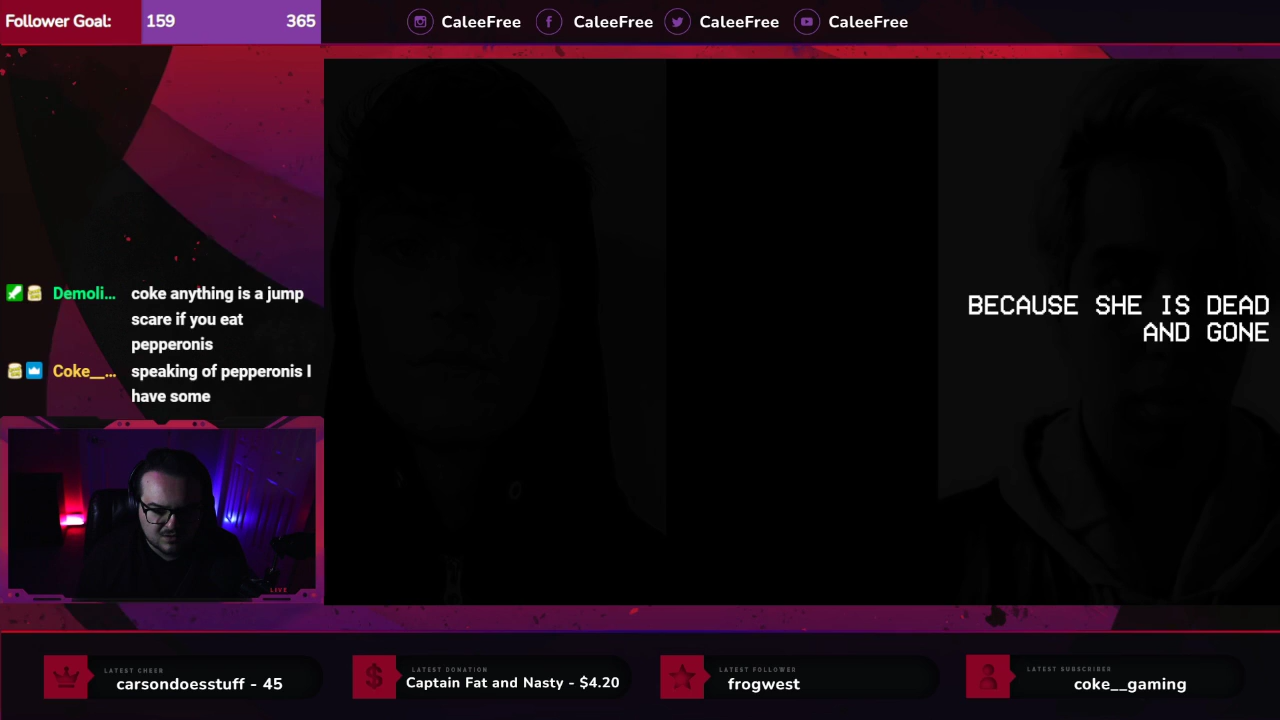 Follower Goal: 159 365
CaleeFree CaleeFree CaleeFree CaleeFree
BECAUSE SHE IS DEAD
AND GONE
Demoli... coke anything is a jump
scare if you eat
pepperonis
Coke__... speaking of pepperonis I
have some
LIVE
LATEST CHEER
carsondoesstuff - 45
LATEST DONATION
Captain Fat and Nasty - $4.20
LATEST FOLLOWER
frogwest
LATEST SUBSCRIBER
coke__gaming